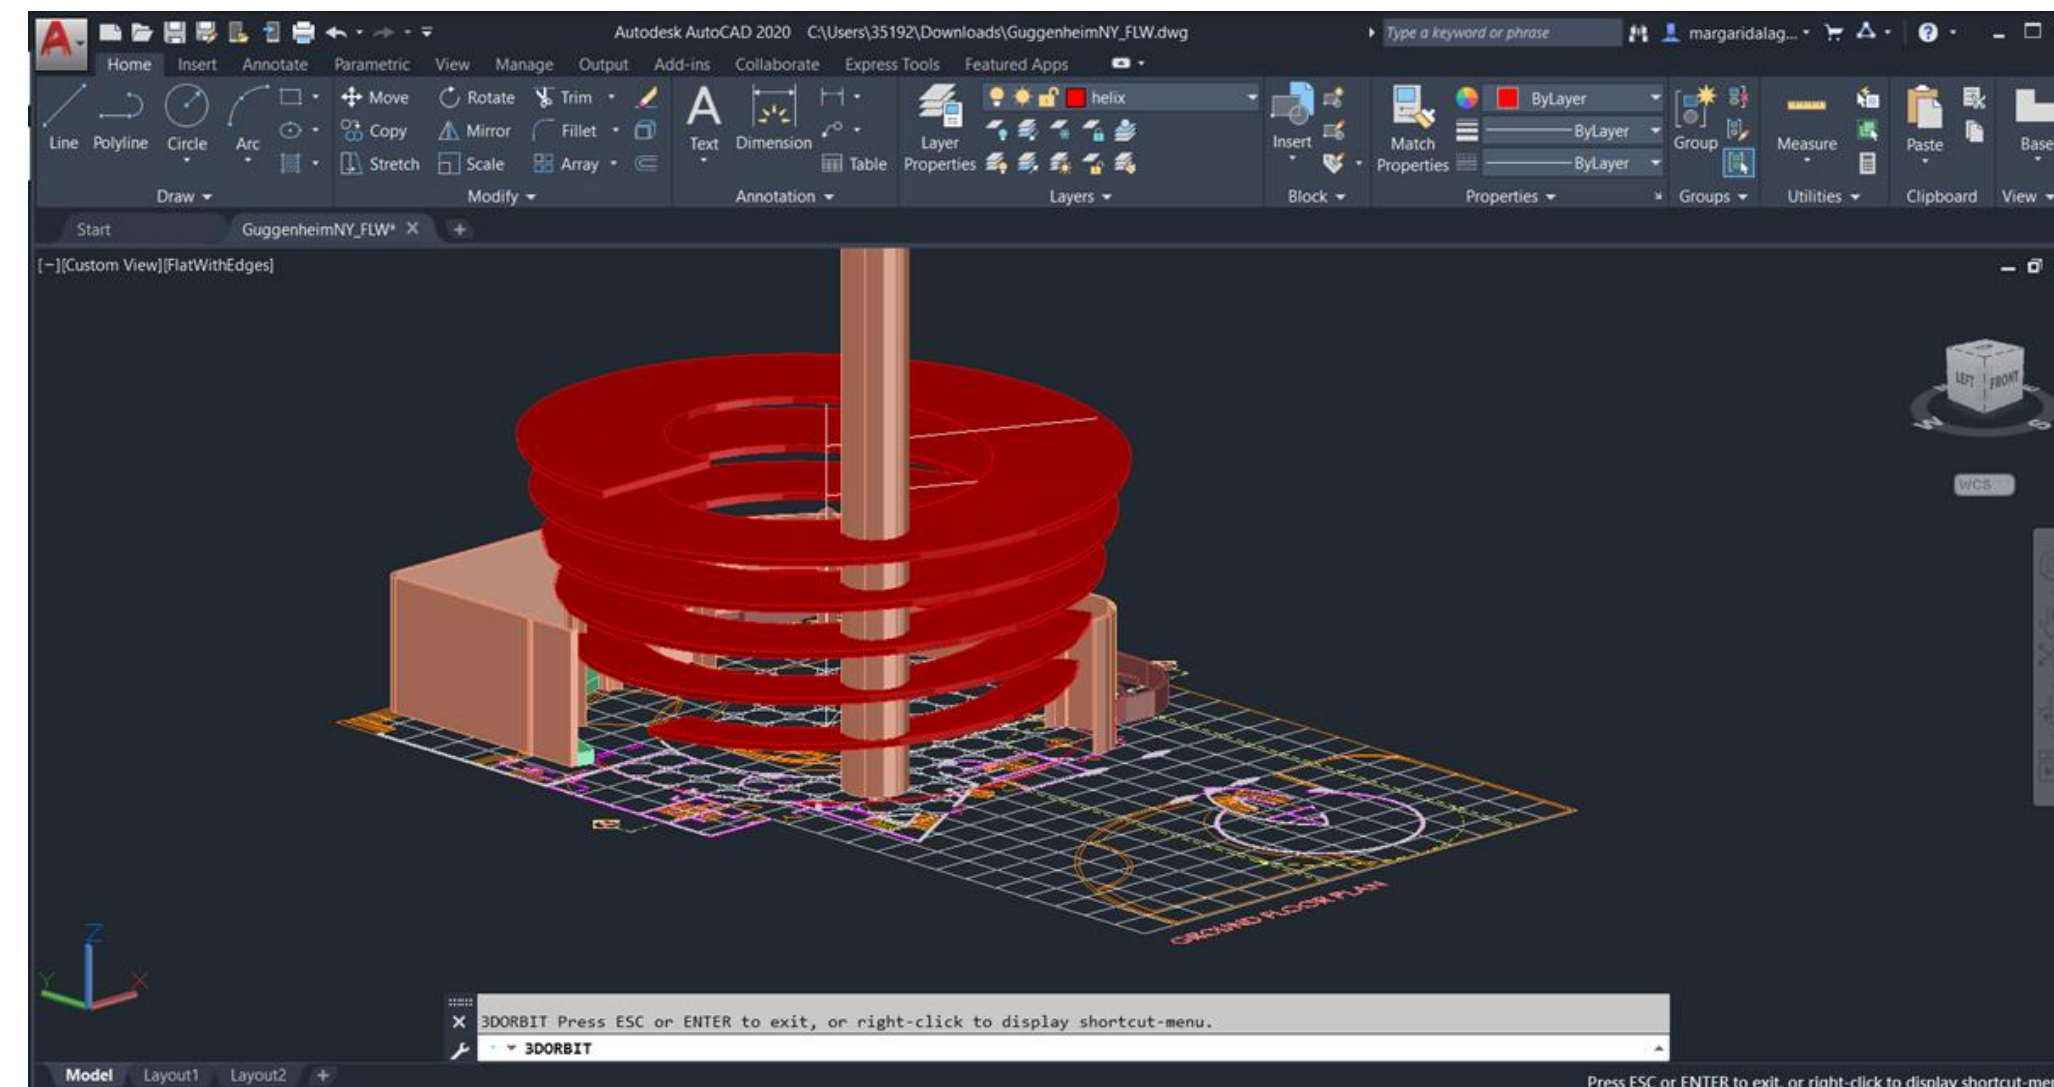 Autodesk AutoCAD 2020 C:\Users\35192\Downloads\GuggenheimNY_FLW.dwg
Type a keyword or phrase
margaridalag...
Home Insert Annotate Parametric View Manage Output Add-ins Collaborate Express Tools Featured Apps
Line Polyline Circle Arc
Move Rotate Trim
Copy Mirror Fillet
Stretch Scale Array
Text Dimension
Table
Layer Properties
helix
Insert
Match Properties
ByLayer
ByLayer
ByLayer
Group
Measure
Paste
Base
Draw Modify Annotation Layers Block Properties Groups Utilities Clipboard View
Start GuggenheimNY_FLW*
[−][Custom View][FlatWithEdges]
LEFT FRONT
W S
WCS
GROUND FLOOR PLAN
Z
Y X
3DORBIT Press ESC or ENTER to exit, or right-click to display shortcut-menu.
3DORBIT
Model Layout1 Layout2 +
Press ESC or ENTER to exit, or right-click to display shortcut-me